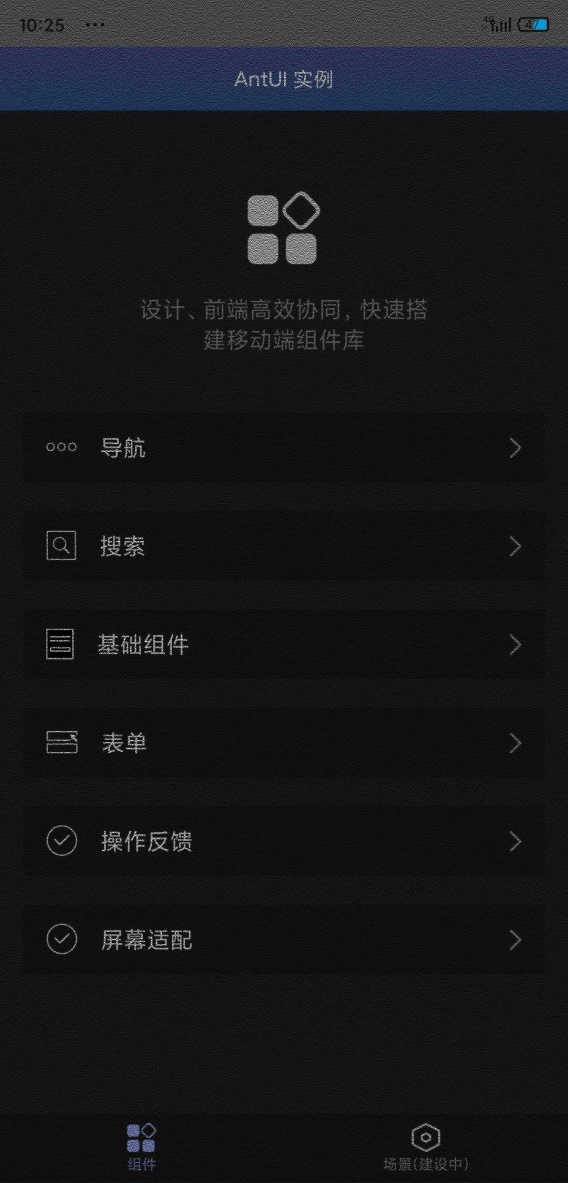 10:25 ...
4G 47
AntUI 实例
设计、前端高效协同，快速搭
建移动端组件库
导航
搜索
基础组件
表单
操作反馈
屏幕适配
组件
场景(建设中)